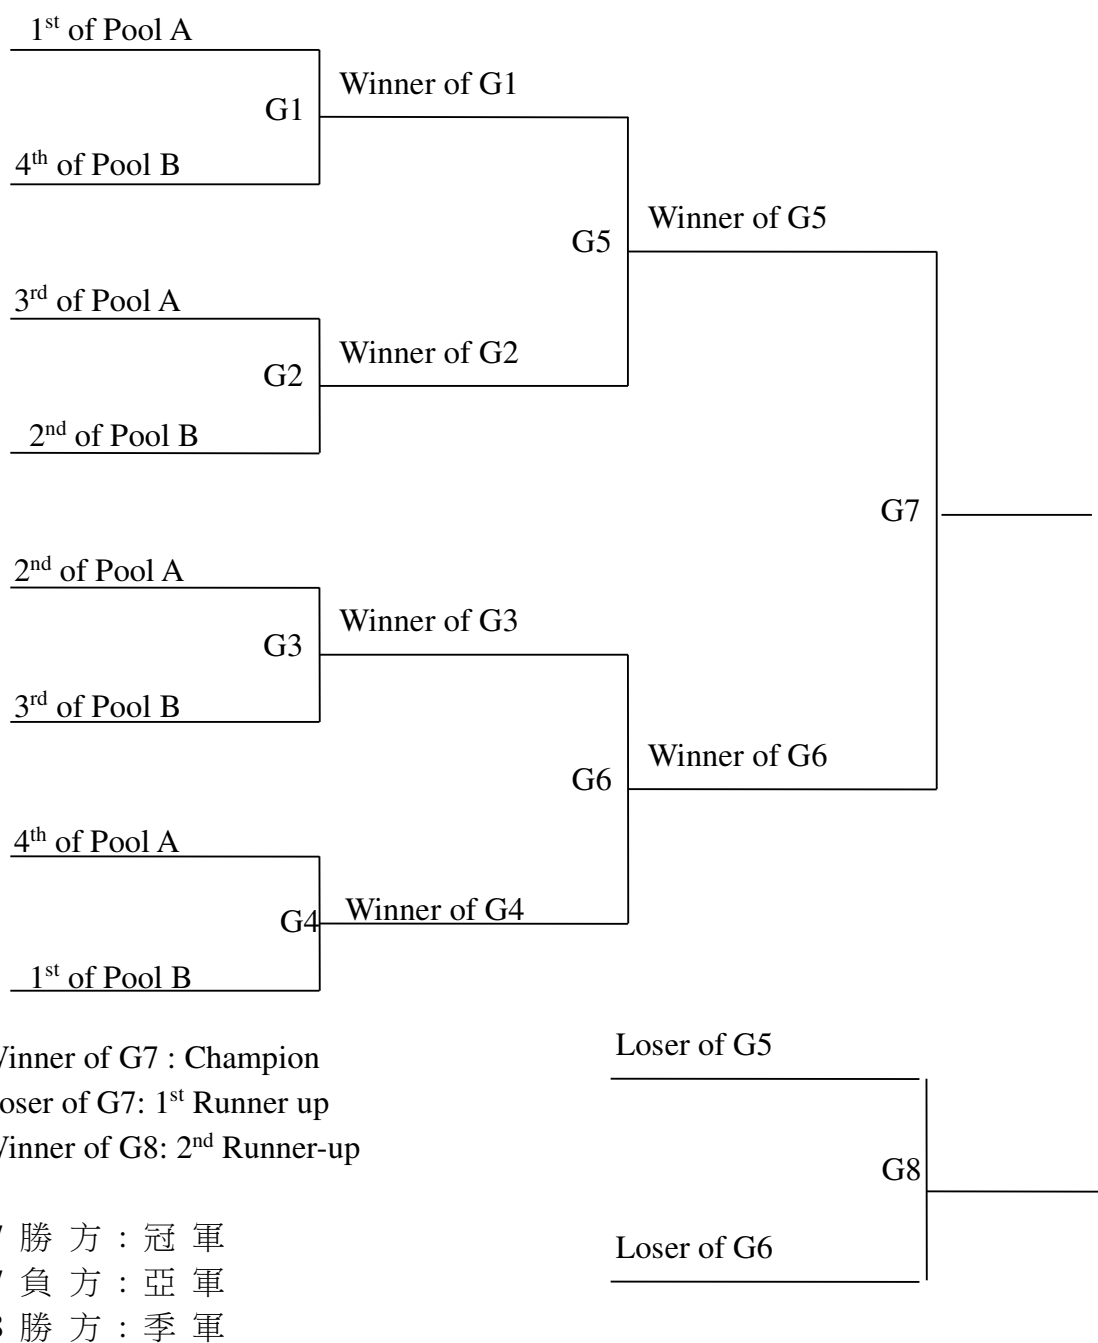 1st of Pool A
Winner of G1
G1
4th of Pool B
Winner of G5
G5
3rd of Pool A
Winner of G2
G2
2nd of Pool B
G7
2nd of Pool A
Winner of G3
G3
3rd of Pool B
Winner of G6
G6
4th of Pool A
Winner of G4
G4
1st of Pool B
Winner of G7 : Champion
Loser of G7: 1st Runner up
Winner of G8: 2nd Runner-up
Loser of G5
G8
Loser of G6
7 勝 方 : 冠 軍
7 負 方 : 亞 軍
8 勝 方 : 季 軍